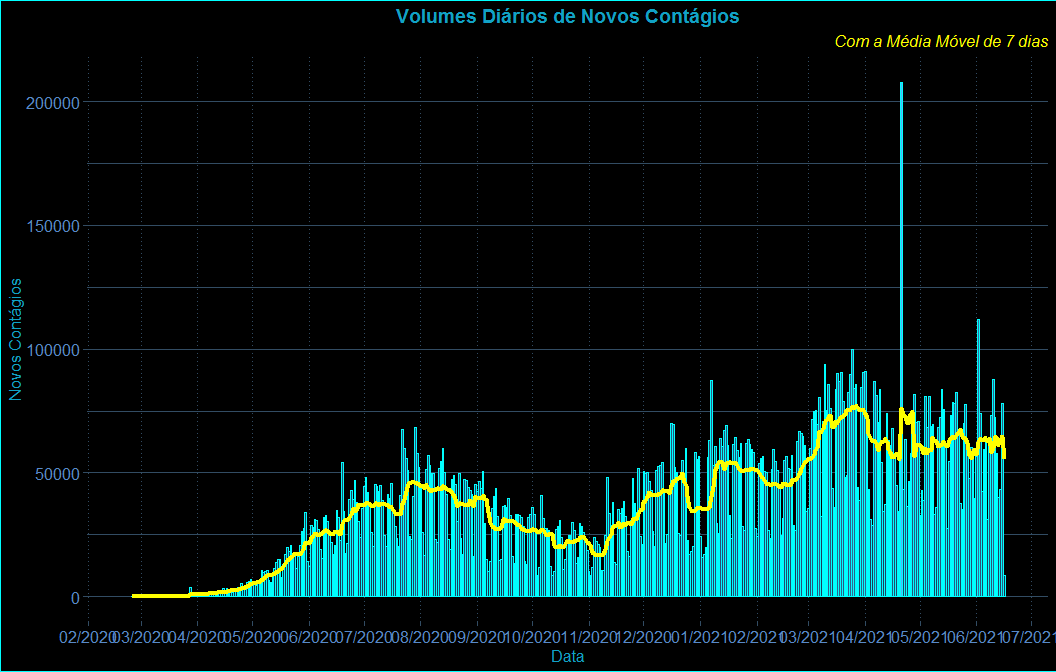 Volumes Diários de Novos Contágios
Com a Média Móvel de 7 dias
200000
150000
100000
50000
0
Novos Contágios
02/2020 03/2020 04/2020 05/2020 06/2020 07/2020 08/2020 09/2020 10/2020 11/2020 12/2020 01/2021 02/2021 03/2021 04/2021 05/2021 06/2021 07/2021
Data